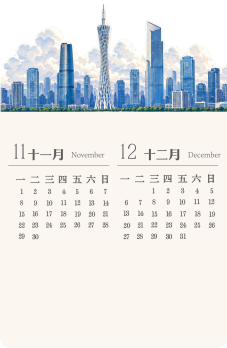 11 十一月 November
一 二 三 四 五 六 日
1 2 3 4 5 6 7
8 9 10 11 12 13 14
15 16 17 18 19 20 21
22 23 24 25 26 27 28
29 30
12 十二月 December
一 二 三 四 五 六 日
1 2 3 4 5
6 7 8 9 10 11 12
13 14 15 16 17 18 19
20 21 22 23 24 25 26
27 28 29 30 31